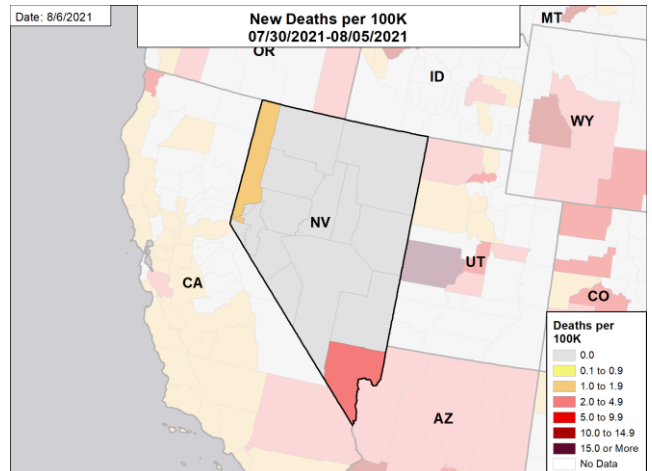 Date: 8/6/2021
New Deaths per 100K
07/30/2021-08/05/2021
MT
OR
ID
WY
NV
UT
CA
CO
AZ
Deaths per
100K
0.0
0.1 to 0.9
1.0 to 1.9
2.0 to 4.9
5.0 to 9.9
10.0 to 14.9
15.0 or More
No Data